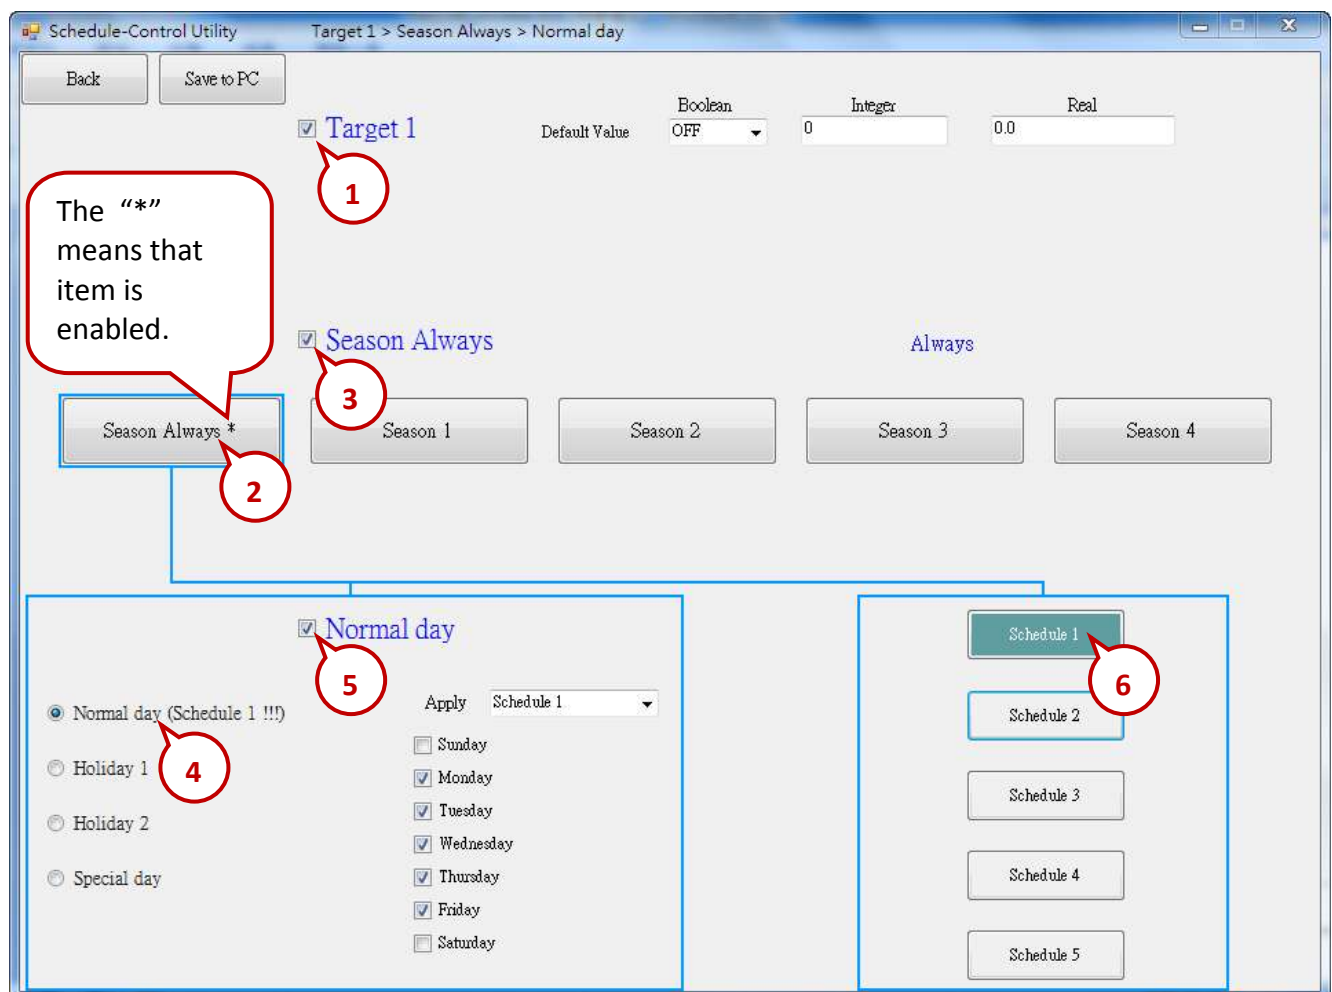 Schedule-Control Utility Target 1 > Season Always > Normal day
Back Save to PC
Boolean Integer Real
Target 1 Default Value OFF 0 0.0
1
The “*”
means that
item is
enabled.
Season Always Always
3
Season Always * Season 1 Season 2 Season 3 Season 4
2
Normal day
5
Apply Schedule 1
Normal day (Schedule 1 !!!)
4
Holiday 1
Holiday 2
Special day
Sunday
Monday
Tuesday
Wednesday
Thursday
Friday
Saturday
Schedule 1
6
Schedule 2
Schedule 3
Schedule 4
Schedule 5